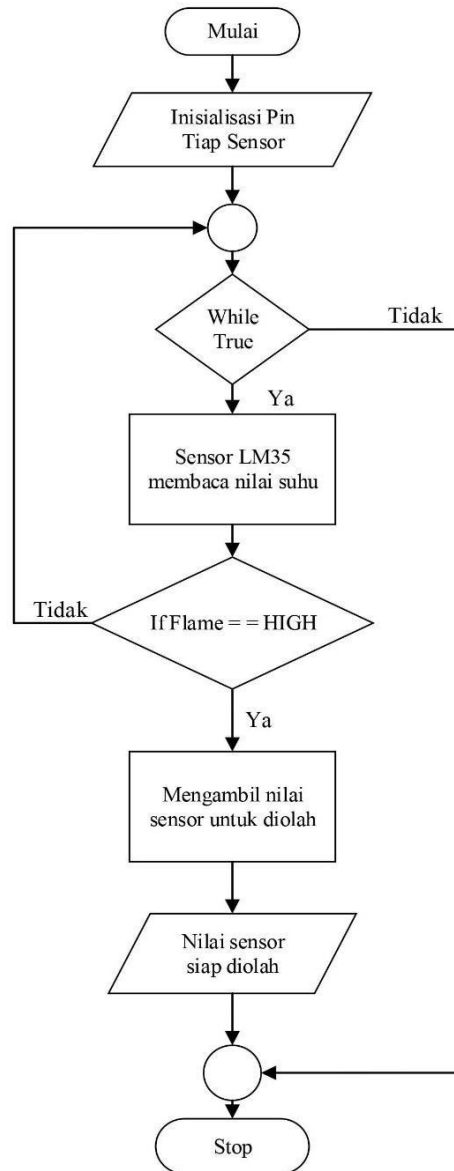 Mulai
Inisialisasi Pin
Tiap Sensor
While
True
Tidak
Ya
Sensor LM35
membaca nilai suhu
Tidak
If Flame = = HIGH
Ya
Mengambil nilai
sensor untuk diolah
Nilai sensor
siap diolah
Stop